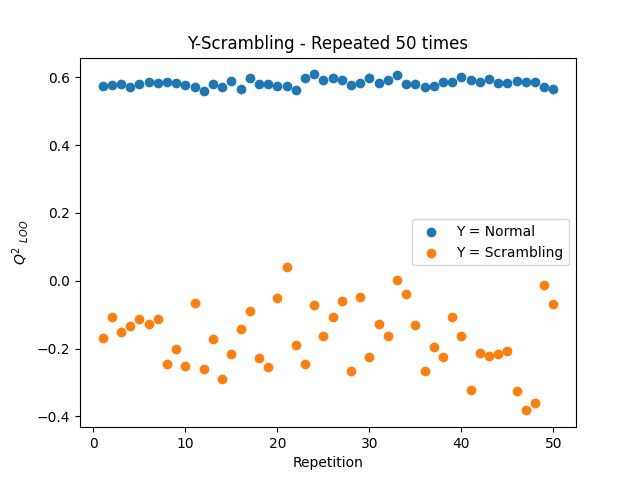 Y-Scrambling - Repeated 50 times
0.6
0.4
0.2
0.0
−0.2
−0.4
Q² LOO
Y = Normal
Y = Scrambling
0 10 20 30 40 50
Repetition